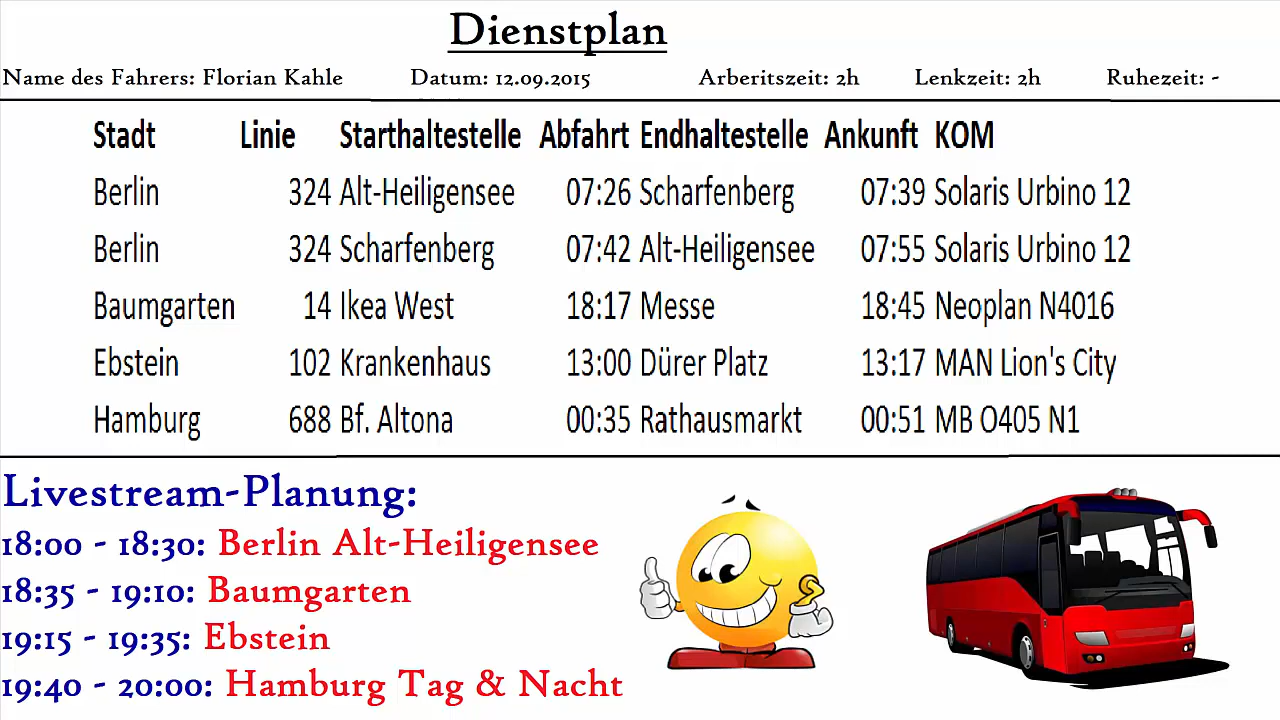 Dienstplan
Name des Fahrers: Florian Kahle Datum: 12.09.2015 Arberitszeit: 2h Lenkzeit: 2h Ruhezeit: -
Stadt Linie Starthaltestelle Abfahrt Endhaltestelle Ankunft KOM
Berlin 324 Alt-Heiligensee 07:26 Scharfenberg 07:39 Solaris Urbino 12
Berlin 324 Scharfenberg 07:42 Alt-Heiligensee 07:55 Solaris Urbino 12
Baumgarten 14 Ikea West 18:17 Messe 18:45 Neoplan N4016
Ebstein 102 Krankenhaus 13:00 Dürer Platz 13:17 MAN Lion's City
Hamburg 688 Bf. Altona 00:35 Rathausmarkt 00:51 MB O405 N1
Livestream-Planung:
18:00 - 18:30: Berlin Alt-Heiligensee
18:35 - 19:10: Baumgarten
19:15 - 19:35: Ebstein
19:40 - 20:00: Hamburg Tag & Nacht